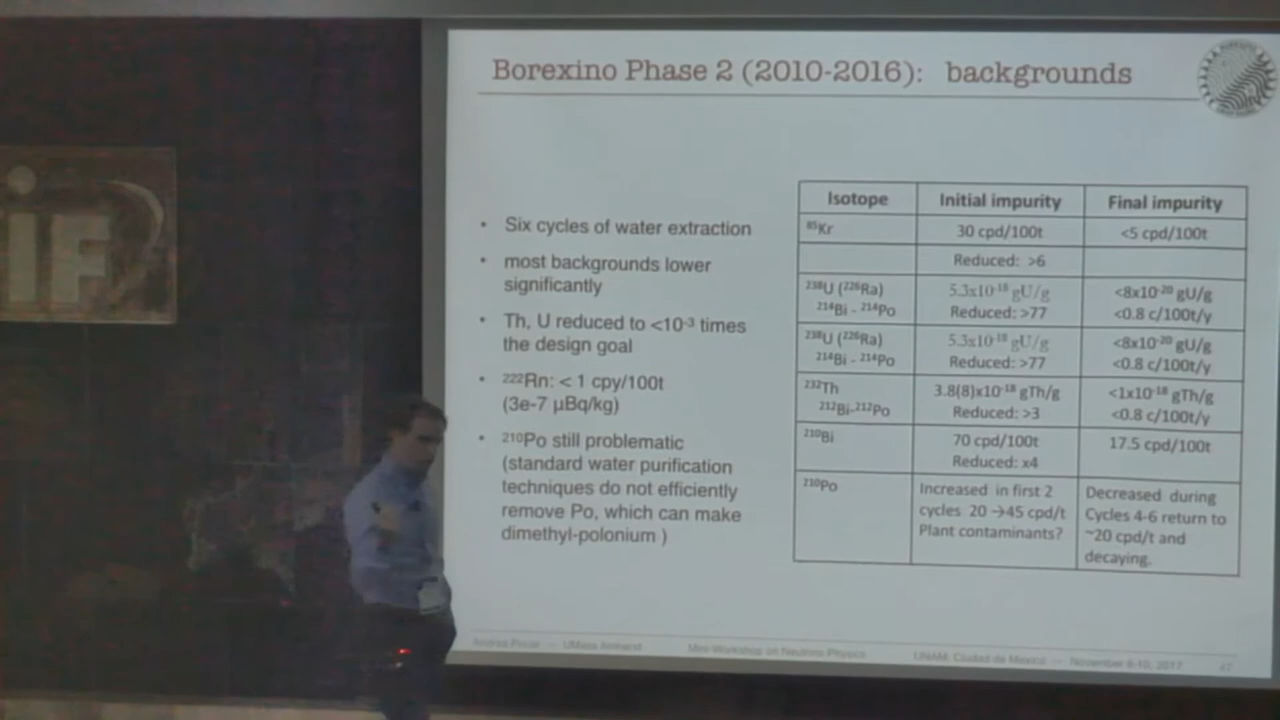 iF
Borexino Phase 2 (2010-2016): backgrounds
• Six cycles of water extraction
• most backgrounds lower
significantly
• Th, U reduced to <10⁻³ times
the design goal
• ²²²Rn: < 1 cpy/100t
(3e-7 µBq/kg)
• ²¹⁰Po still problematic
(standard water purification
techniques do not efficiently
remove Po, which can make
dimethyl-polonium )
Isotope Initial impurity Final impurity
⁸⁵Kr 30 cpd/100t <5 cpd/100t
Reduced: >6
²³⁸U (²²⁶Ra) 5.3x10⁻¹⁸ gU/g <8x10⁻²⁰ gU/g
²¹⁴Bi - ²¹⁴Po Reduced: >77 <0.8 c/100t/y
²³⁸U (²²⁶Ra) 5.3x10⁻¹⁸ gU/g <8x10⁻²⁰ gU/g
²¹⁴Bi - ²¹⁴Po Reduced: >77 <0.8 c/100t/y
²³²Th 3.8(8)x10⁻¹⁸ gTh/g <1x10⁻¹⁸ gTh/g
²¹²Bi-²¹²Po Reduced: >3 <0.8 c/100t/y
²¹⁰Bi 70 cpd/100t 17.5 cpd/100t
Reduced: x4
²¹⁰Po Increased in first 2 Decreased during
cycles 20 →45 cpd/t Cycles 4-6 return to
Plant contaminants? ~20 cpd/t and
decaying.
Andrea Pocar — UMass Amherst Mini-Workshop on Neutrino Physics UNAM, Ciudad de Mexico — November 8-10, 2017 47